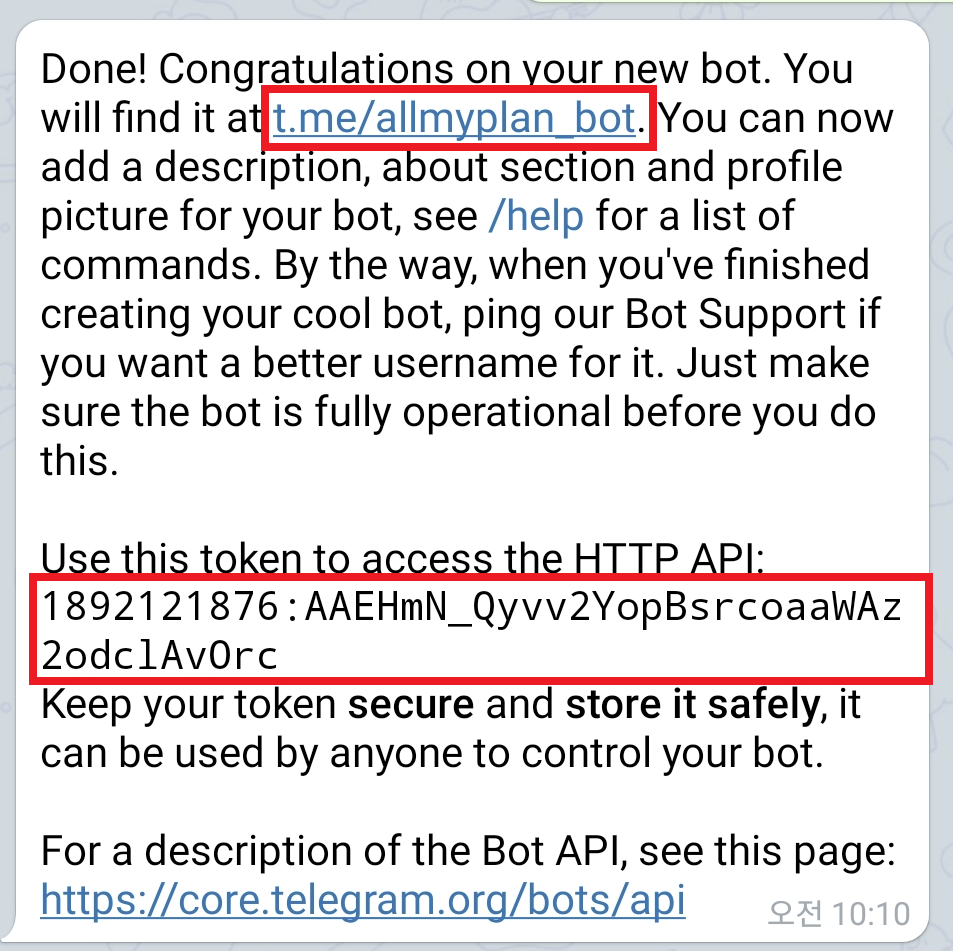 Done! Congratulations on your new bot. You
will find it at t.me/allmyplan_bot. You can now
add a description, about section and profile
picture for your bot, see /help for a list of
commands. By the way, when you've finished
creating your cool bot, ping our Bot Support if
you want a better username for it. Just make
sure the bot is fully operational before you do
this.
Use this token to access the HTTP API:
1892121876:AAEHmN_Qyvv2YopBsrcoaaWAz
2odclAvOrc
Keep your token secure and store it safely, it
can be used by anyone to control your bot.
For a description of the Bot API, see this page:
https://core.telegram.org/bots/api
오전 10:10